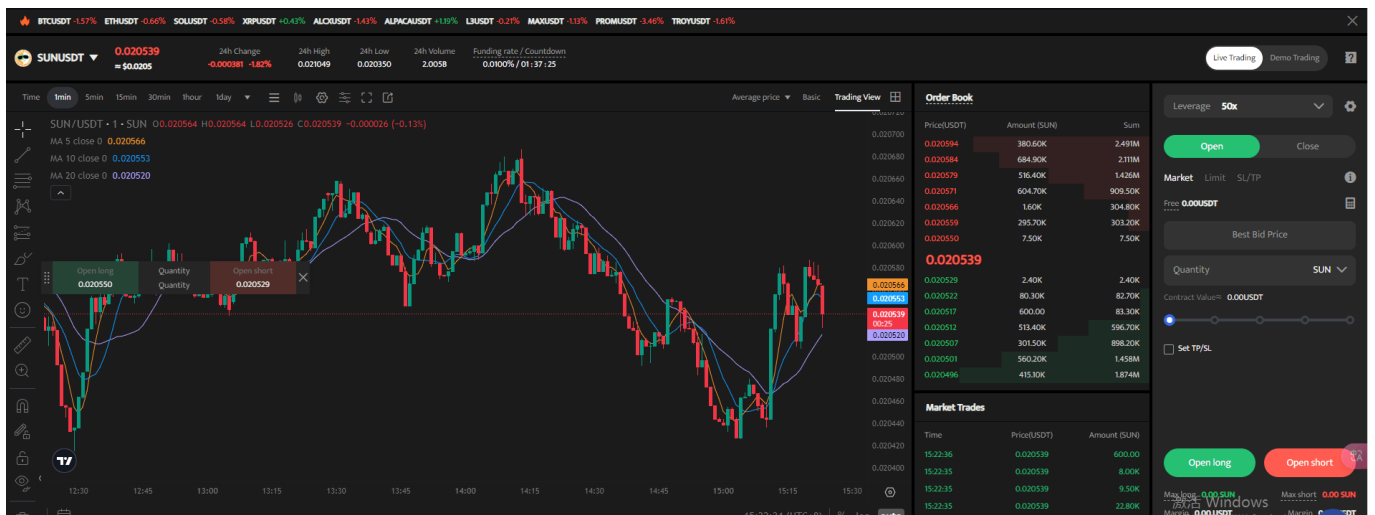 BTCUSDT -1.57% ETHUSDT -0.66% SOLUSDT -0.58% XRPUSDT +0.43% ALCXUSDT -1.43% ALPACAUSDT +1.19% L3USDT -0.21% MAXUSDT -1.13% PROMUSDT -3.46% TROYUSDT -1.61%
SUNUSDT 0.020539 24h Change 24h High 24h Low 24h Volume Funding rate / Countdown Live Trading Demo Trading
≈ $0.0205 -0.000381 -1.82% 0.021049 0.020350 2.005B 0.0100% / 01 : 37 : 25
Time 1min 5min 15min 30min 1hour 1day Average price Basic Trading View
SUN/USDT • 1 • SUN O0.020564 H0.020564 L0.020526 C0.020539 -0.000026 (-0.13%)
MA 5 close 0 0.020566
MA 10 close 0 0.020553
MA 20 close 0 0.020520
Open long Quantity Open short
0.020550 Quantity 0.020529
0.020700
0.020680
0.020660
0.020640
0.020620
0.020600
0.020580
0.020566
0.020553
0.020539
00:25
0.020520
0.020500
0.020480
0.020460
0.020440
0.020420
0.020400
12:30 12:45 13:00 13:15 13:30 13:45 14:00 14:15 14:30 14:45 15:00 15:15 15:30
Order Book
Price(USDT) Amount (SUN) Sum
0.020594 380.60K 2.491M
0.020584 684.90K 2.111M
0.020579 516.40K 1.426M
0.020571 604.70K 909.50K
0.020566 1.60K 304.80K
0.020559 295.70K 303.20K
0.020550 7.50K 7.50K
0.020539
0.020529 2.40K 2.40K
0.020522 80.30K 82.70K
0.020517 600.00 83.30K
0.020512 513.40K 596.70K
0.020507 301.50K 898.20K
0.020501 560.20K 1.458M
0.020496 415.10K 1.874M
Market Trades
Time Price(USDT) Amount (SUN)
15:22:36 0.020539 600.00
15:22:35 0.020539 8.00K
15:22:35 0.020539 9.50K
15:22:35 0.020539 22.80K
Leverage 50x
Open Close
Market Limit SL/TP
Free 0.00USDT
Best Bid Price
Quantity SUN
Contract Value≈ 0.00USDT
Set TP/SL
Open long Open short
Max long 0.00 SUN Max short 0.00 SUN
激活 Windows
Margin 0.00USDT Margin